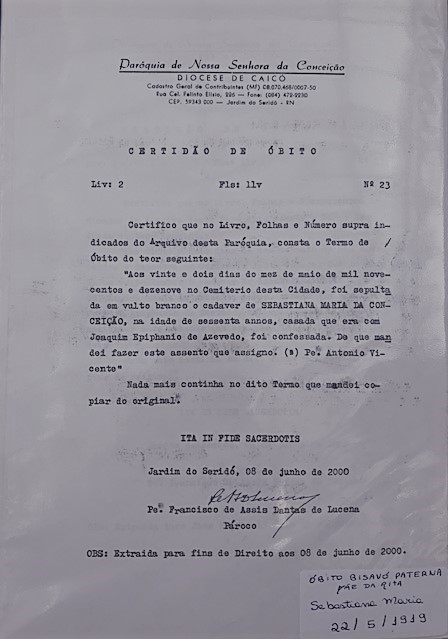 Paróquia de Nossa Senhora da Conceição
DIOCESE DE CAICÓ
Cadastro Geral de Contribuintes (MF) 08.070.468/0007-50
Rua Cel. Felinto Elísio, 226 — Fone: (084) 472-2230
CEP. 59343 000 — Jardim do Seridó - RN
CERTIDÃO DE ÓBITO
Liv: 2 Fls: 11v Nº 23
Certifico que no Livro, Folhas e Número supra in-
dicados do Arquivo desta Paróquia, consta o Termo de /
Óbito do teor seguinte:
"Aos vinte e dois dias do mez de maio de mil nove-
centos e dezenove no Cemiterio desta Cidade, foi sepulta
da em vulto branco o cadaver de SEBASTIANA MARIA DA CON-
CEIÇÃO, na idade de sessenta annos, casada que era com
Joaquim Epiphanio de Azevedo, foi confessada. De que man
dei fazer este assento que assigno. (a) Pe. Antonio Vi-
cente"
Nada mais continha no dito Termo que mandei co-
piar do original.
ITA IN FIDE SACERDOTIS
Jardim do Seridó, 08 de junho de 2000
Pe. Francisco de Assis Dantas de Lucena
Pároco
OBS: Extraida para fins de Direito aos 08 de junho de 2000.
ÓBITO BISAVÓ PATERNA
MÃE DA RITA
Sebastiana Maria
22/5/1919